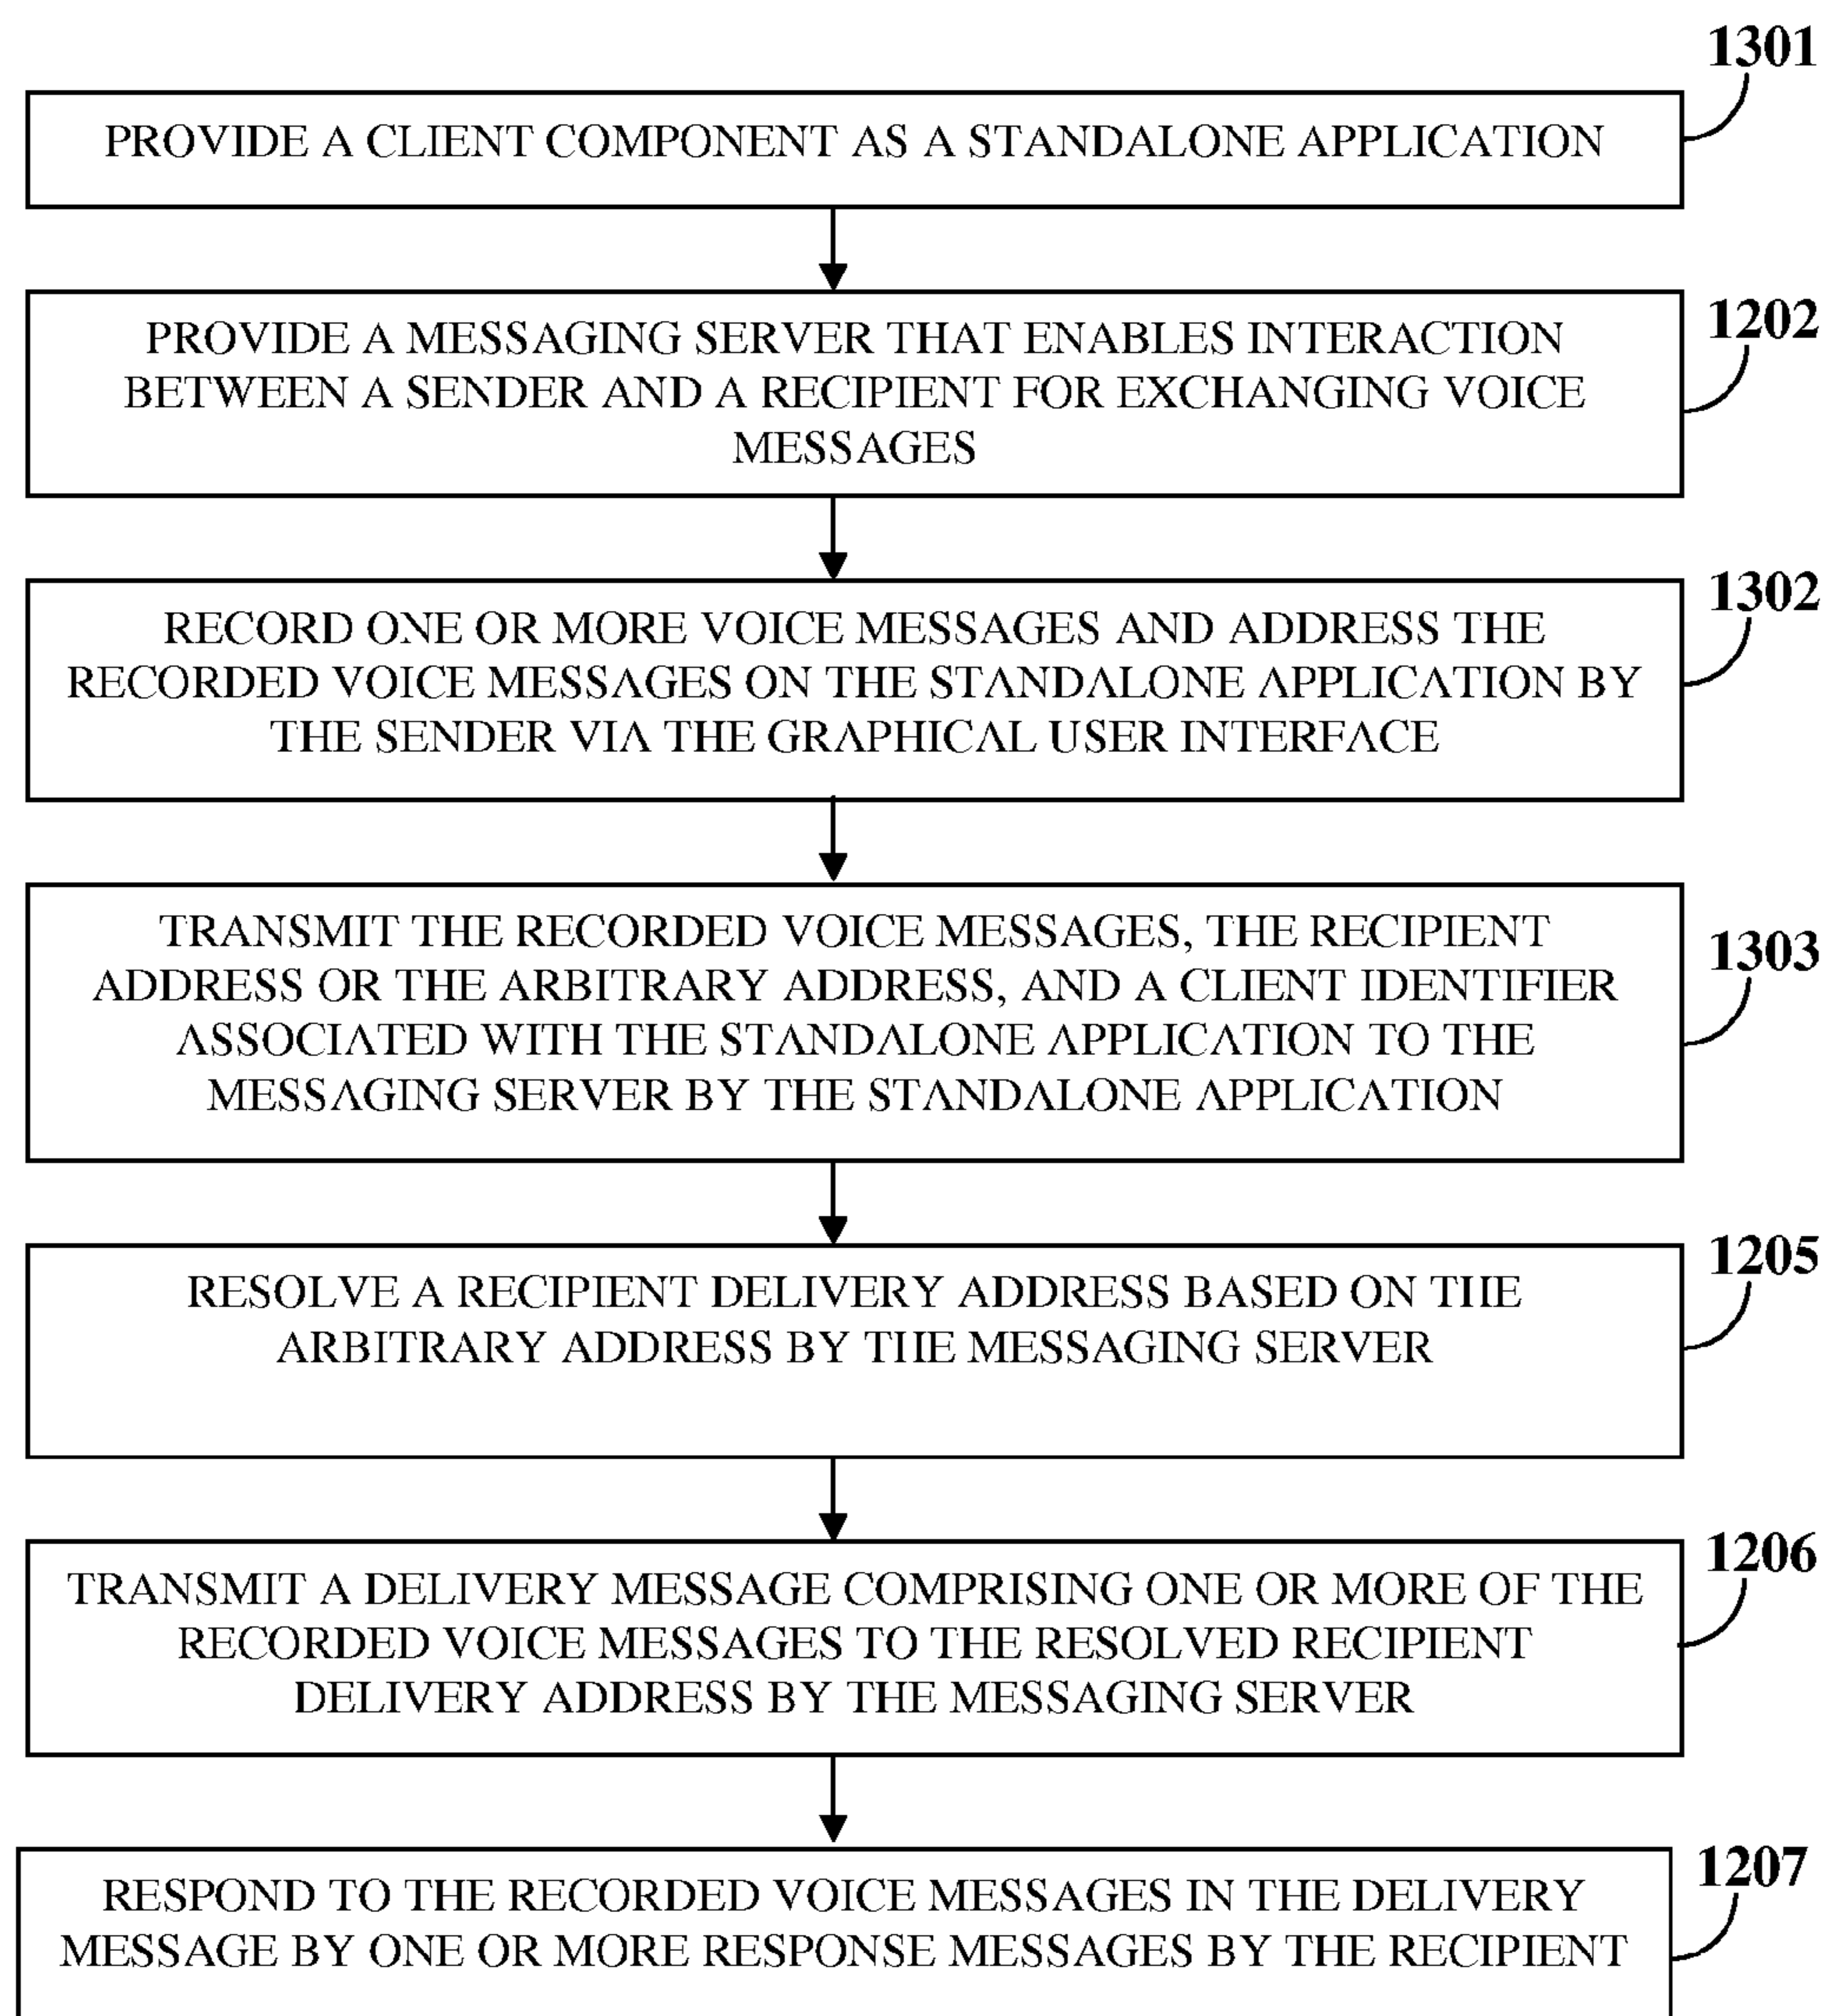 1301
PROVIDE A CLIENT COMPONENT AS A STANDALONE APPLICATION
1202
PROVIDE A MESSAGING SERVER THAT ENABLES INTERACTION
BETWEEN A SENDER AND A RECIPIENT FOR EXCHANGING VOICE
MESSAGES
1302
RECORD ONE OR MORE VOICE MESSAGES AND ADDRESS THE
RECORDED VOICE MESSAGES ON THE STANDALONE APPLICATION BY
THE SENDER VIA THE GRAPHICAL USER INTERFACE
1303
TRANSMIT THE RECORDED VOICE MESSAGES, THE RECIPIENT
ADDRESS OR THE ARBITRARY ADDRESS, AND A CLIENT IDENTIFIER
ASSOCIATED WITH THE STANDALONE APPLICATION TO THE
MESSAGING SERVER BY THE STANDALONE APPLICATION
1205
RESOLVE A RECIPIENT DELIVERY ADDRESS BASED ON THE
ARBITRARY ADDRESS BY THE MESSAGING SERVER
1206
TRANSMIT A DELIVERY MESSAGE COMPRISING ONE OR MORE OF THE
RECORDED VOICE MESSAGES TO THE RESOLVED RECIPIENT
DELIVERY ADDRESS BY THE MESSAGING SERVER
1207
RESPOND TO THE RECORDED VOICE MESSAGES IN THE DELIVERY
MESSAGE BY ONE OR MORE RESPONSE MESSAGES BY THE RECIPIENT